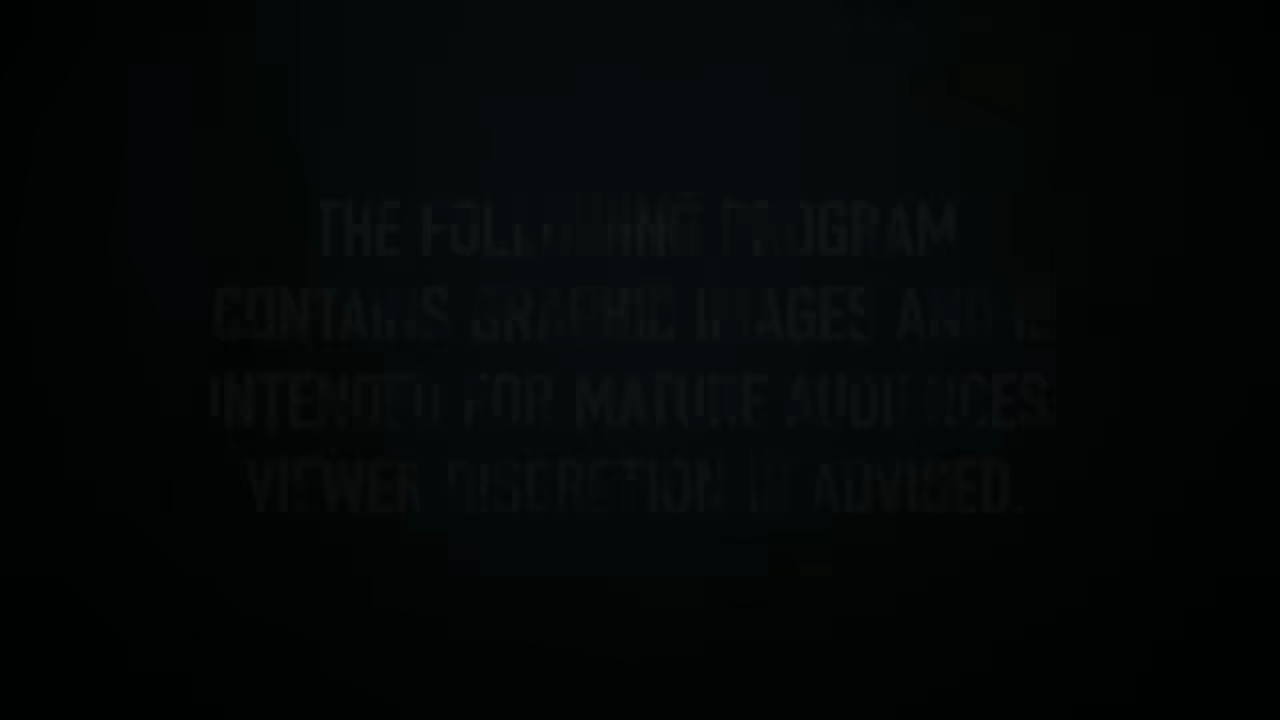 THE FOLLOWING PROGRAM
CONTAINS GRAPHIC IMAGES AND IS
INTENDED FOR MATURE AUDIENCES.
VIEWER DISCRETION IS ADVISED.